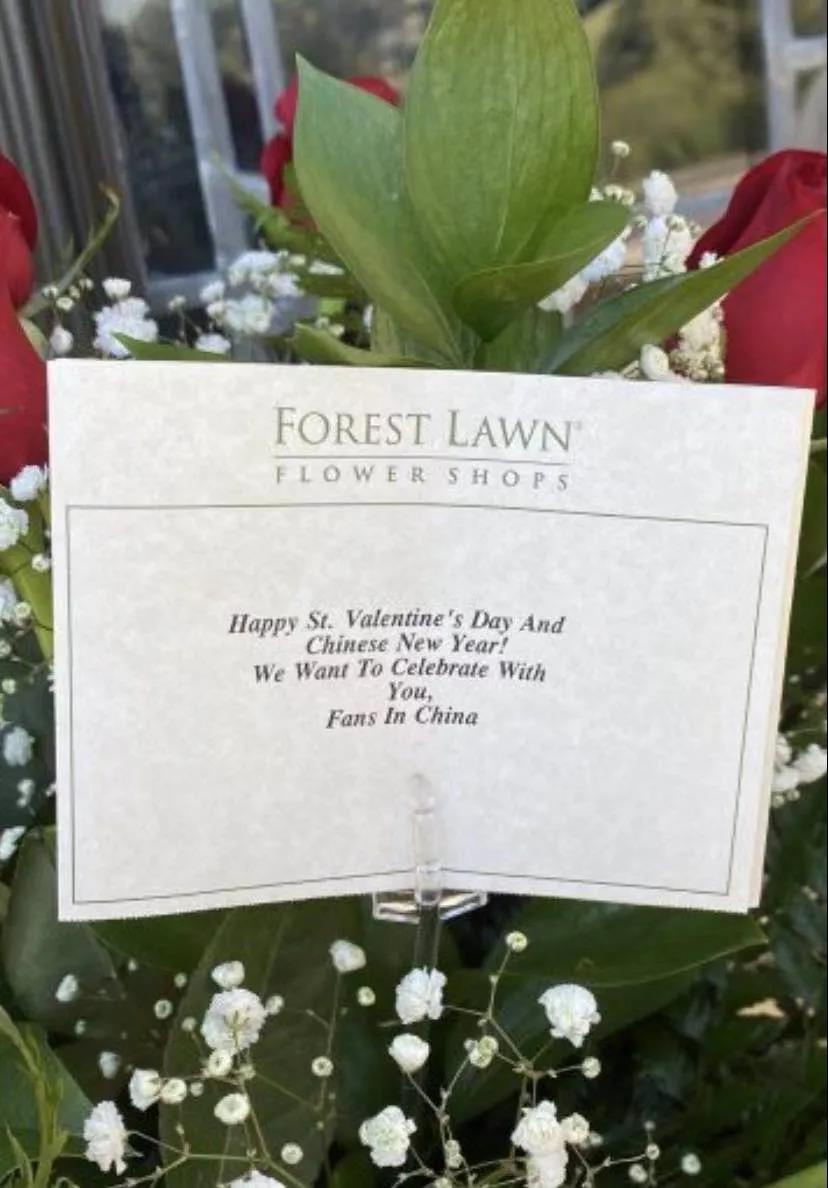 FOREST LAWN®
FLOWER SHOPS
Happy St. Valentine's Day And
Chinese New Year!
We Want To Celebrate With
You,
Fans In China